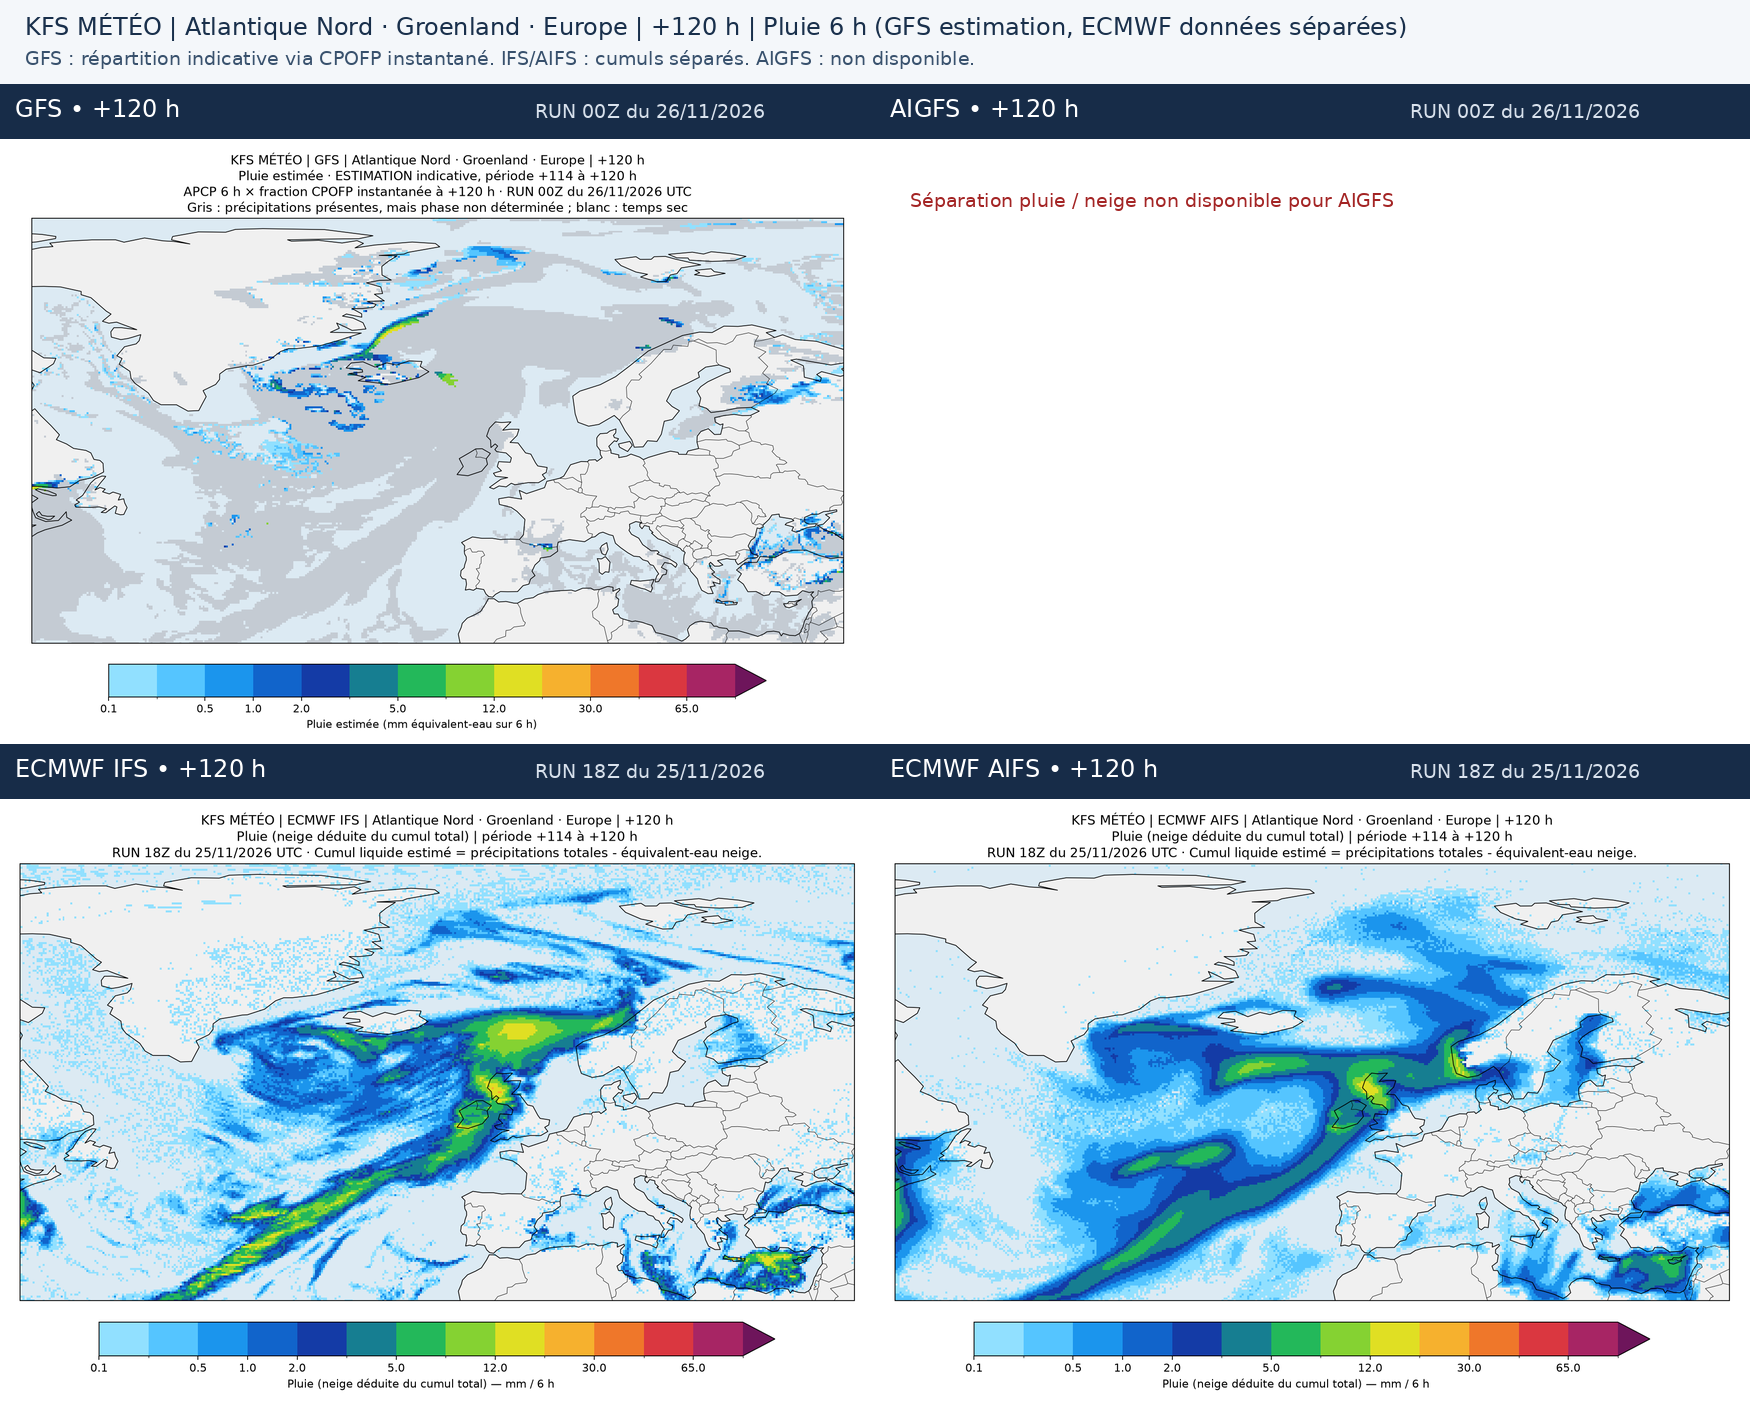 KFS MÉTÉO | Atlantique Nord · Groenland · Europe | +120 h | Pluie 6 h (GFS estimation, ECMWF données séparées)
GFS : répartition indicative via CPOFP instantané. IFS/AIFS : cumuls séparés. AIGFS : non disponible.
GFS • +120 h
RUN 00Z du 26/11/2026
AIGFS • +120 h
RUN 00Z du 26/11/2026
KFS MÉTÉO | GFS | Atlantique Nord · Groenland · Europe | +120 h
Pluie estimée · ESTIMATION indicative, période +114 à +120 h
APCP 6 h × fraction CPOFP instantanée à +120 h · RUN 00Z du 26/11/2026 UTC
Gris : précipitations présentes, mais phase non déterminée ; blanc : temps sec
Séparation pluie / neige non disponible pour AIGFS
0.1 0.5 1.0 2.0 5.0 12.0 30.0 65.0
Pluie estimée (mm équivalent-eau sur 6 h)
ECMWF IFS • +120 h
RUN 18Z du 25/11/2026
ECMWF AIFS • +120 h
RUN 18Z du 25/11/2026
KFS MÉTÉO | ECMWF IFS | Atlantique Nord · Groenland · Europe | +120 h
Pluie (neige déduite du cumul total) | période +114 à +120 h
RUN 18Z du 25/11/2026 UTC · Cumul liquide estimé = précipitations totales - équivalent-eau neige.
KFS MÉTÉO | ECMWF AIFS | Atlantique Nord · Groenland · Europe | +120 h
Pluie (neige déduite du cumul total) | période +114 à +120 h
RUN 18Z du 25/11/2026 UTC · Cumul liquide estimé = précipitations totales - équivalent-eau neige.
0.1 0.5 1.0 2.0 5.0 12.0 30.0 65.0
Pluie (neige déduite du cumul total) — mm / 6 h
0.1 0.5 1.0 2.0 5.0 12.0 30.0 65.0
Pluie (neige déduite du cumul total) — mm / 6 h